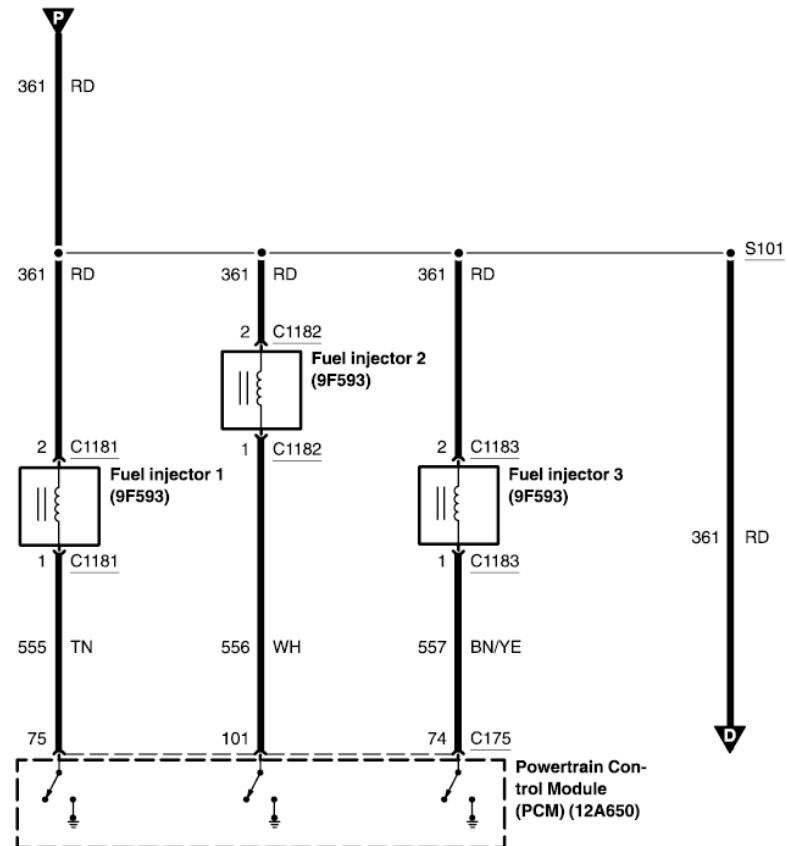 P
361 RD
S101
361 RD 361 RD 361 RD
2 C1182
Fuel injector 2
(9F593)
2 C1181
1 C1182
2 C1183
Fuel injector 1
(9F593)
Fuel injector 3
(9F593)
361 RD
1 C1181
1 C1183
555 TN 556 WH 557 BN/YE
75 101 74 C175
D
Powertrain Con-
trol Module
(PCM) (12A650)